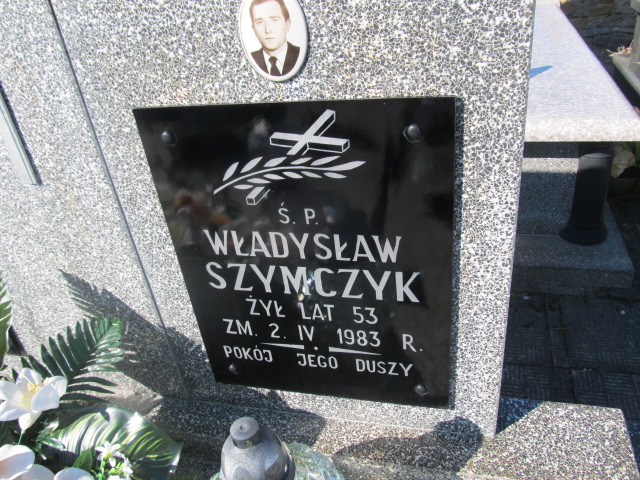 Ś. P.
WŁADYSŁAW
SZYMCZYK
ŻYŁ LAT 53
ZM. 2. IV. 1983 R.
POKÓJ JEGO DUSZY